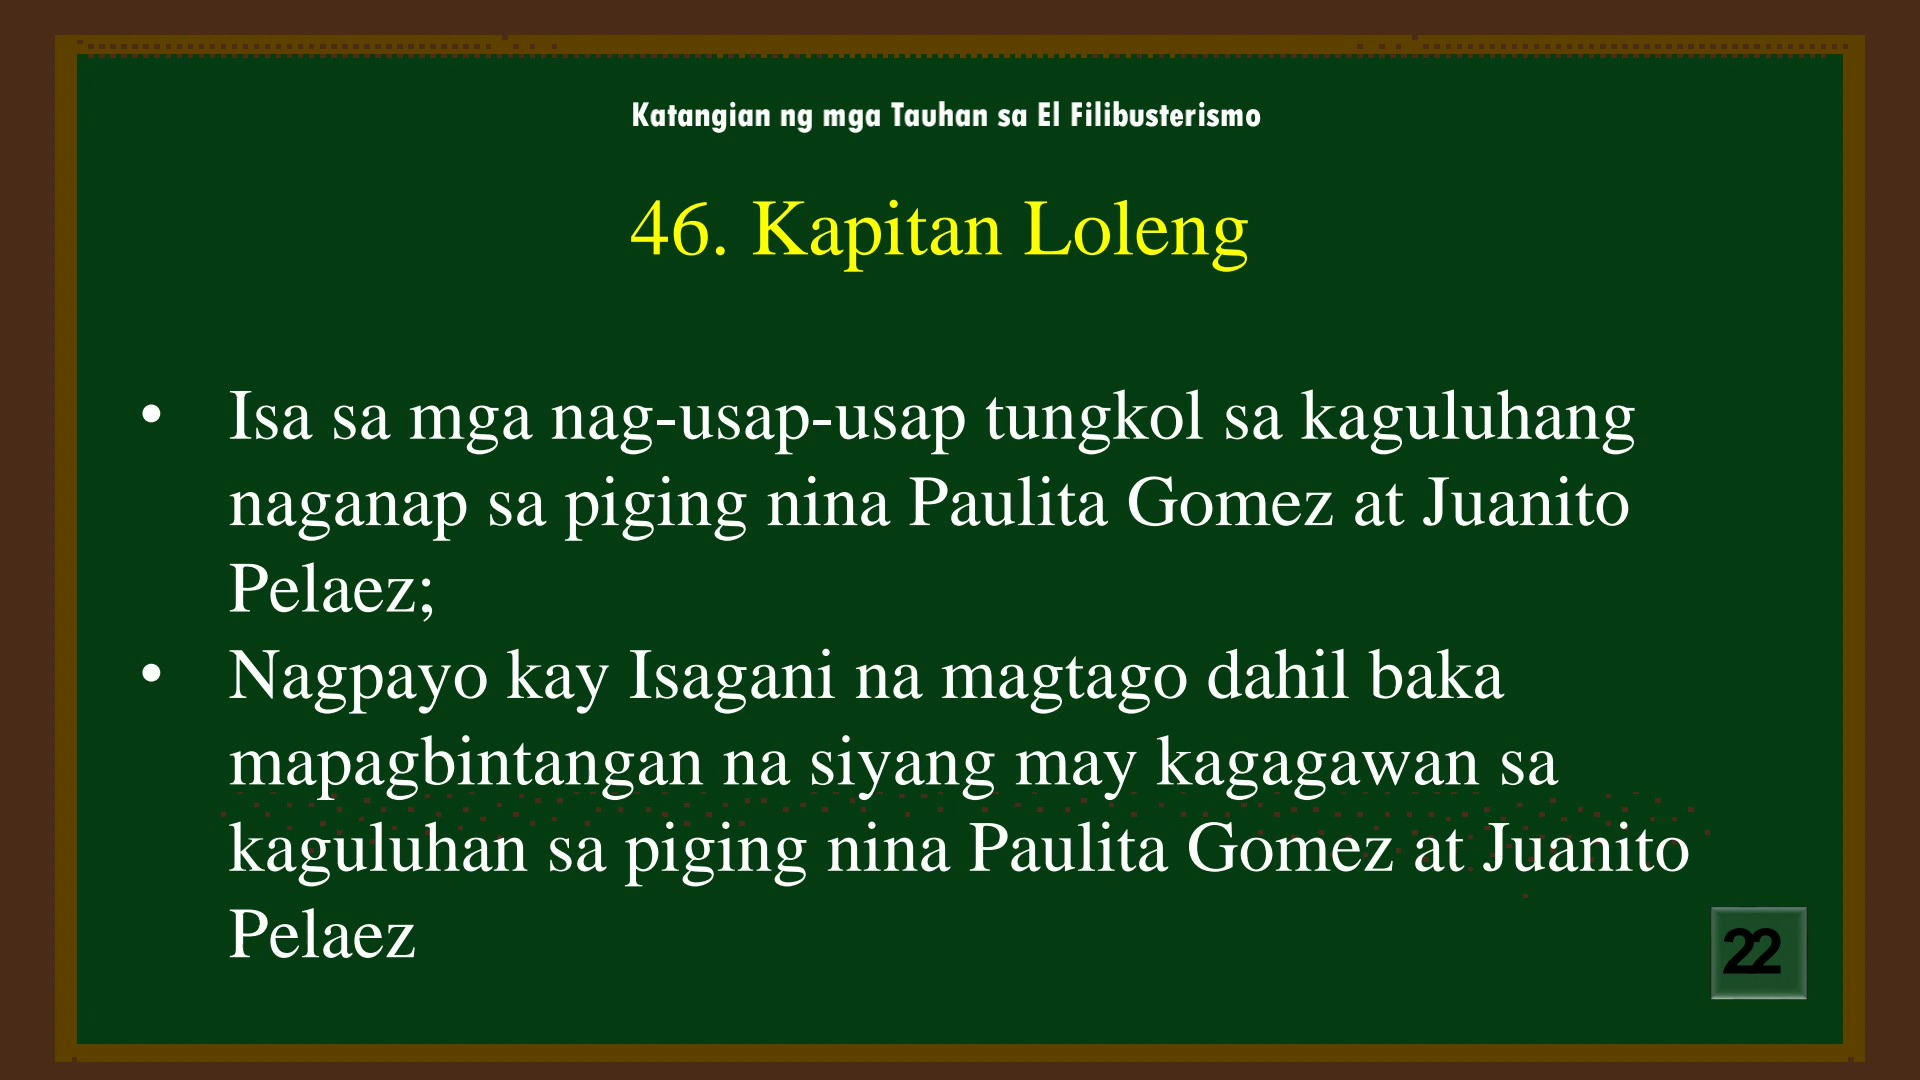 Katangian ng mga Tauhan sa El Filibusterismo
46. Kapitan Loleng
• Isa sa mga nag-usap-usap tungkol sa kaguluhang
naganap sa piging nina Paulita Gomez at Juanito
Pelaez;
• Nagpayo kay Isagani na magtago dahil baka
mapagbintangan na siyang may kagagawan sa
kaguluhan sa piging nina Paulita Gomez at Juanito
Pelaez
22